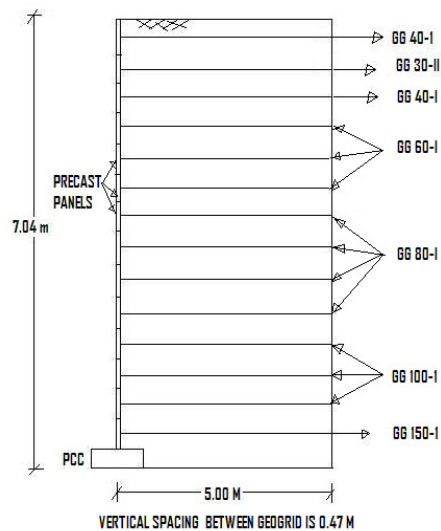 GG 40-I
GG 30-II
GG 40-I
GG 60-I
PRECAST
PANELS
7.04 m
GG 80-I
GG 100-I
GG 150-I
PCC
5.00 M
VERTICAL SPACING BETWEEN GEOGRID IS 0.47 M